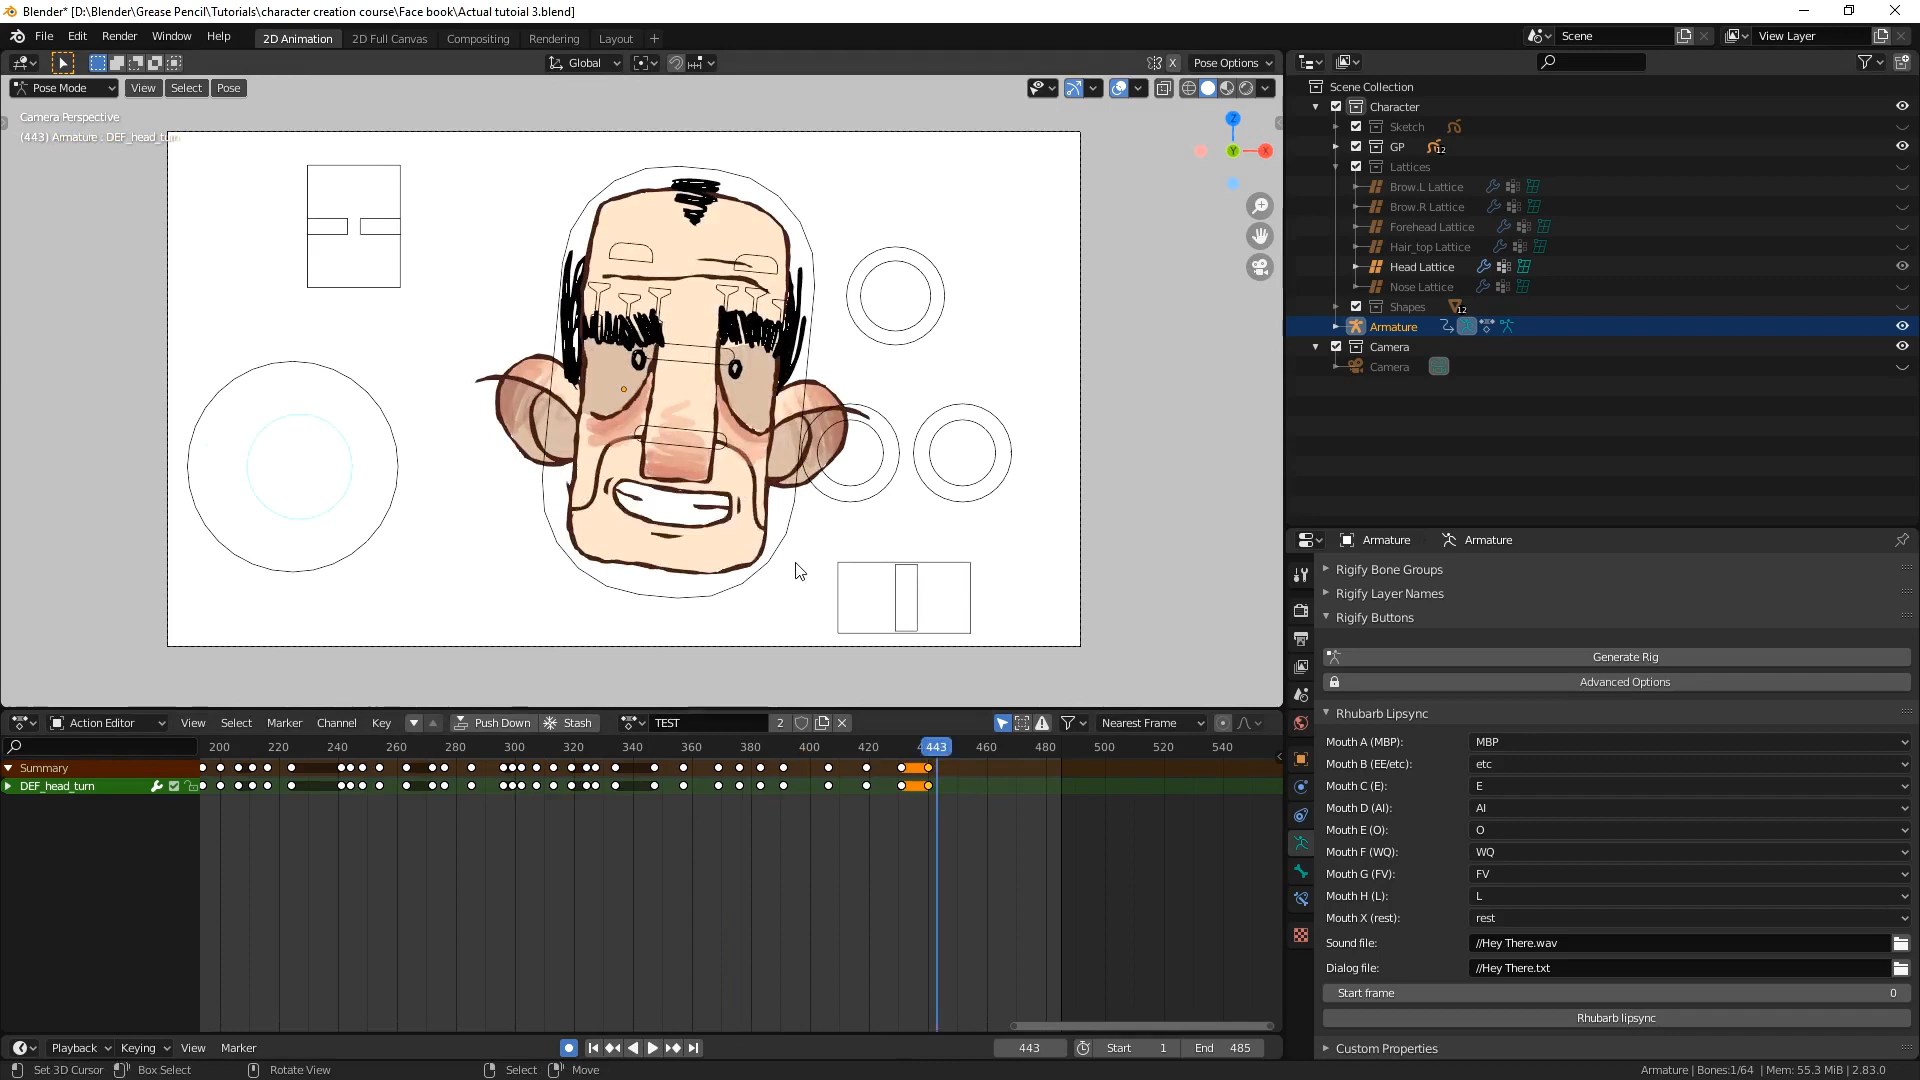 Blender* [D:\Blender\Grease Pencil\Tutorials\character creation course\Face book\Actual tutoial 3.blend]
File Edit Render Window Help 2D Animation 2D Full Canvas Compositing Rendering Layout + Scene View Layer
Global X Pose Options
Pose Mode View Select Pose
Camera Perspective
(443) Armature : DEF_head_turn
Z
Y
X
Scene Collection
Character
Sketch
GP 12
Lattices
Brow.L Lattice
Brow.R Lattice
Forehead Lattice
Hair_top Lattice
Head Lattice
Nose Lattice
Shapes 12
Armature
Camera
Camera
Armature Armature
Rigify Bone Groups
Rigify Layer Names
Rigify Buttons
Generate Rig
Advanced Options
Rhubarb Lipsync
Mouth A (MBP): MBP
Mouth B (EE/etc): etc
Mouth C (E): E
Mouth D (AI): AI
Mouth E (O): O
Mouth F (WQ): WQ
Mouth G (FV): FV
Mouth H (L): L
Mouth X (rest): rest
Sound file: //Hey There.wav
Dialog file: //Hey There.txt
Start frame 0
Rhubarb lipsync
Custom Properties
Action Editor View Select Marker Channel Key Push Down Stash TEST 2 Nearest Frame
200 220 240 260 280 300 320 340 360 380 400 420 443 460 480 500 520 540
Summary
DEF_head_turn
Playback Keying View Marker 443 Start 1 End 485
Set 3D Cursor Box Select Rotate View Select Move Armature | Bones:1/64 | Mem: 55.3 MiB | 2.83.0